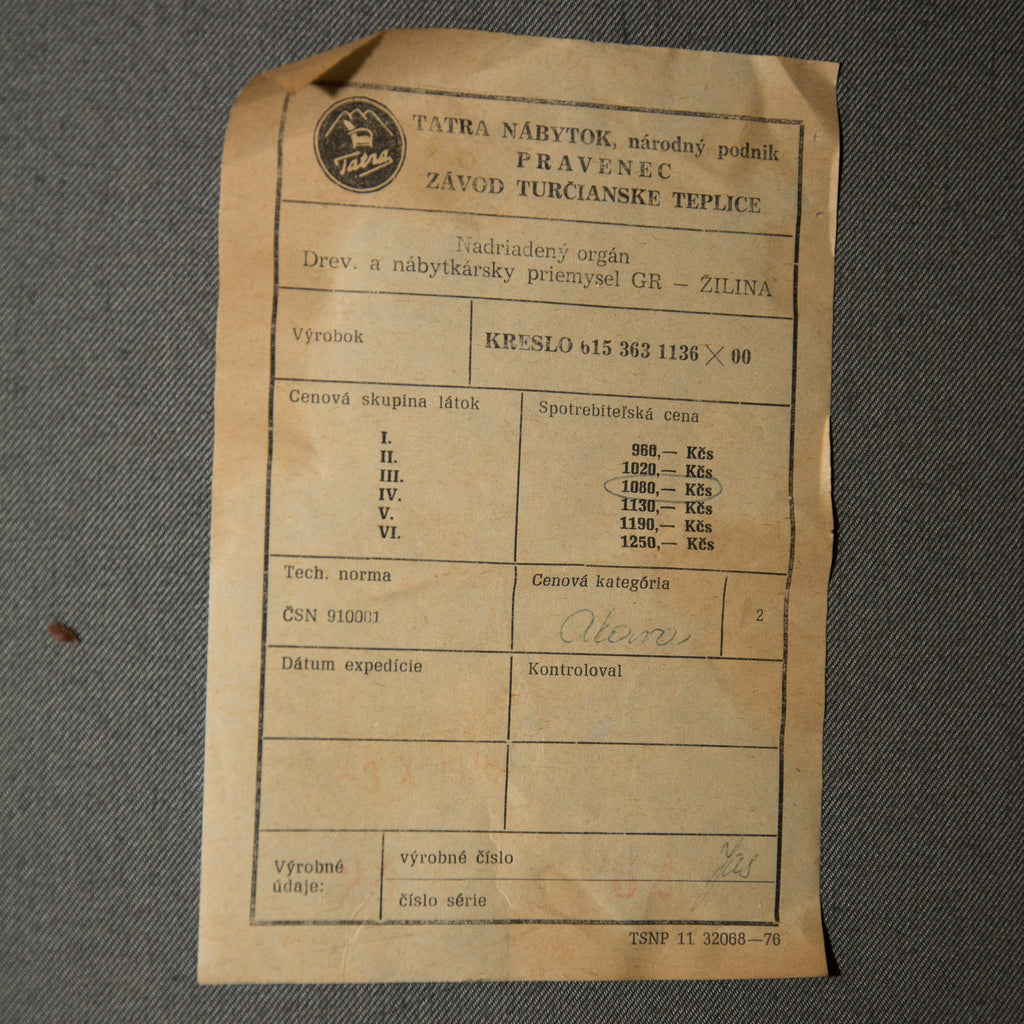 Tatra
TATRA NÁBYTOK, národný podnik
PRAVENEC
ZÁVOD TURČIANSKE TEPLICE
Nadriadený orgán
Drev. a nábytkársky priemysel GR — ŽILINA
Výrobok
KRESLO 615 363 1136 X 00
Cenová skupina látok
Spotrebiteľská cena
I.
960,— Kčs
II.
1020,— Kčs
III.
1080,— Kčs
IV.
1130,— Kčs
V.
1190,— Kčs
VI.
1250,— Kčs
Tech. norma
Cenová kategória
ČSN 910001
2
Dátum expedície
Kontroloval
Výrobné údaje:
výrobné číslo
číslo série
TSNP 11 32068—76